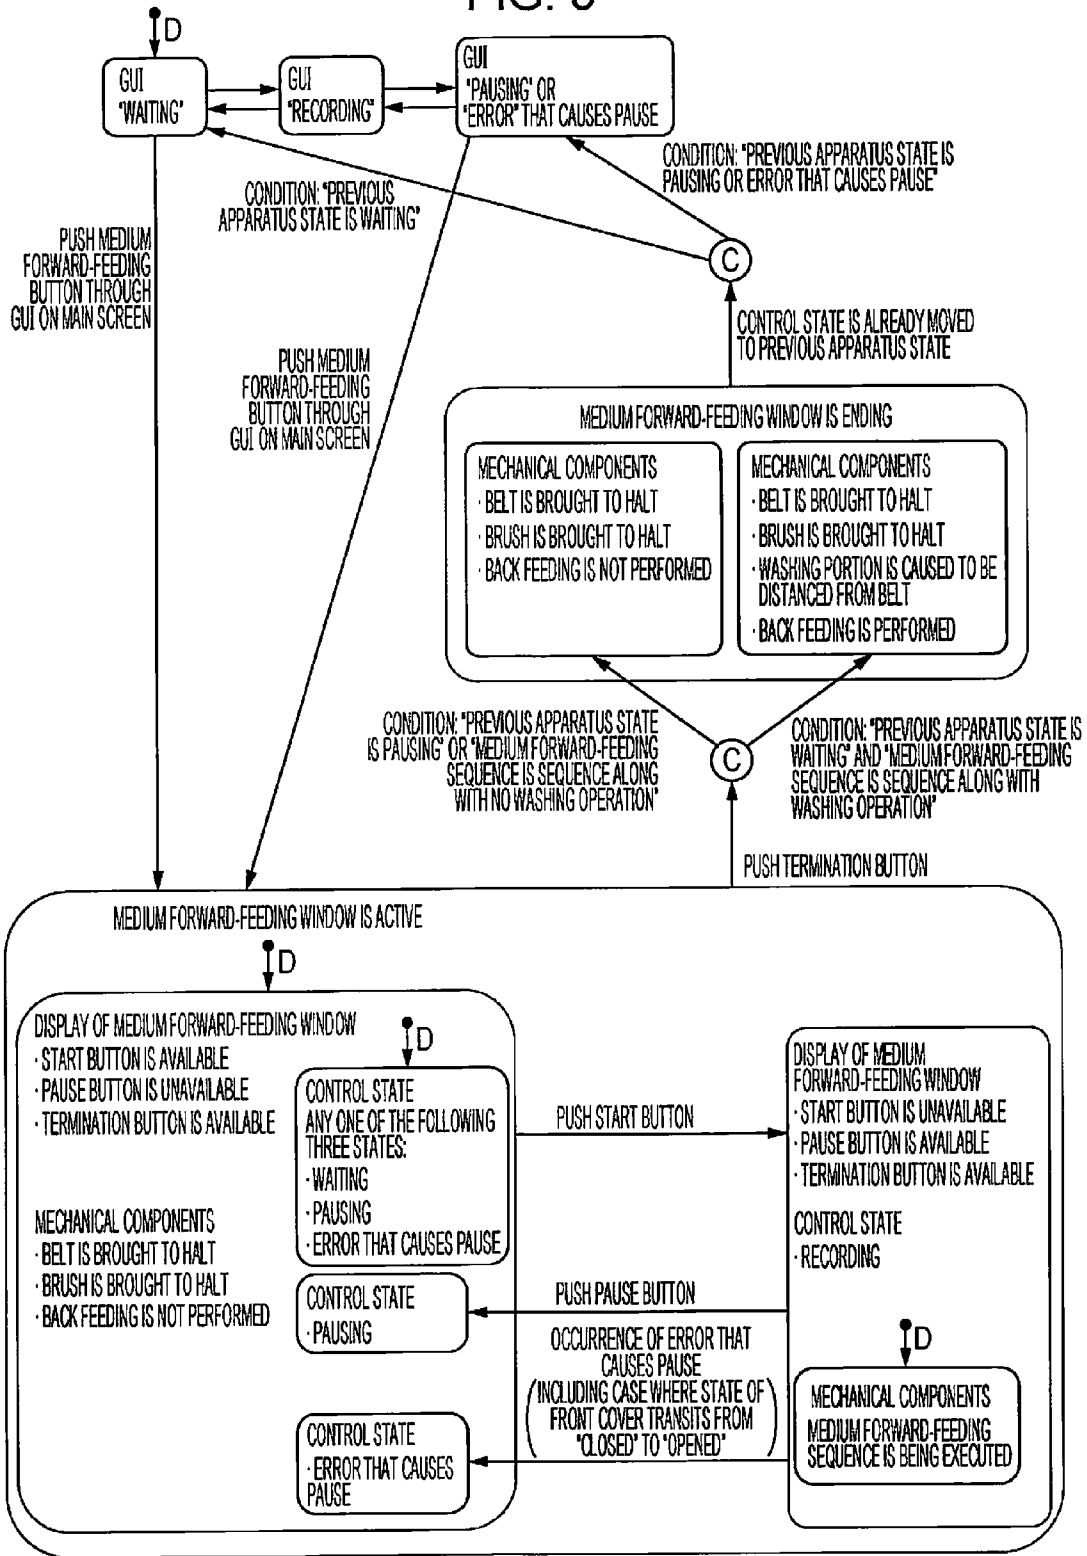 D
GUI
"WAITING"
GUI
"RECORDING"
GUI
"PAUSING" OR
"ERROR" THAT CAUSES PAUSE
CONDITION: "PREVIOUS
APPARATUS STATE IS WAITING"
CONDITION: "PREVIOUS APPARATUS STATE IS
PAUSING OR ERROR THAT CAUSES PAUSE"
PUSH MEDIUM
FORWARD-FEEDING
BUTTON THROUGH
GUI ON MAIN SCREEN
C
CONTROL STATE IS ALREADY MOVED
TO PREVIOUS APPARATUS STATE
PUSH MEDIUM
FORWARD-FEEDING
BUTTON THROUGH
GUI ON MAIN SCREEN
MEDIUM FORWARD-FEEDING WINDOW IS ENDING
MECHANICAL COMPONENTS
· BELT IS BROUGHT TO HALT
· BRUSH IS BROUGHT TO HALT
· BACK FEEDING IS NOT PERFORMED
MECHANICAL COMPONENTS
· BELT IS BROUGHT TO HALT
· BRUSH IS BROUGHT TO HALT
· WASHING PORTION IS CAUSED TO BE
DISTANCED FROM BELT
· BACK FEEDING IS PERFORMED
CONDITION: "PREVIOUS APPARATUS STATE
IS PAUSING" OR "MEDIUM FORWARD-FEEDING
SEQUENCE IS SEQUENCE ALONG
WITH NO WASHING OPERATION"
C
CONDITION: "PREVIOUS APPARATUS STATE IS
WAITING" AND "MEDIUM FORWARD-FEEDING
SEQUENCE IS SEQUENCE ALONG WITH
WASHING OPERATION"
PUSH TERMINATION BUTTON
MEDIUM FORWARD-FEEDING WINDOW IS ACTIVE
D
DISPLAY OF MEDIUM FORWARD-FEEDING WINDOW
· START BUTTON IS AVAILABLE
· PAUSE BUTTON IS UNAVAILABLE
· TERMINATION BUTTON IS AVAILABLE
MECHANICAL COMPONENTS
· BELT IS BROUGHT TO HALT
· BRUSH IS BROUGHT TO HALT
· BACK FEEDING IS NOT PERFORMED
D
CONTROL STATE
ANY ONE OF THE FOLLOWING
THREE STATES:
· WAITING
· PAUSING
· ERROR THAT CAUSES PAUSE
CONTROL STATE
· PAUSING
CONTROL STATE
· ERROR THAT CAUSES
PAUSE
PUSH START BUTTON
PUSH PAUSE BUTTON
OCCURRENCE OF ERROR THAT
CAUSES PAUSE
(INCLUDING CASE WHERE STATE OF
FRONT COVER TRANSITS FROM
"CLOSED" TO "OPENED")
DISPLAY OF MEDIUM
FORWARD-FEEDING WINDOW
· START BUTTON IS UNAVAILABLE
· PAUSE BUTTON IS AVAILABLE
· TERMINATION BUTTON IS AVAILABLE
CONTROL STATE
· RECORDING
D
MECHANICAL COMPONENTS
MEDIUM FORWARD-FEEDING
SEQUENCE IS BEING EXECUTED